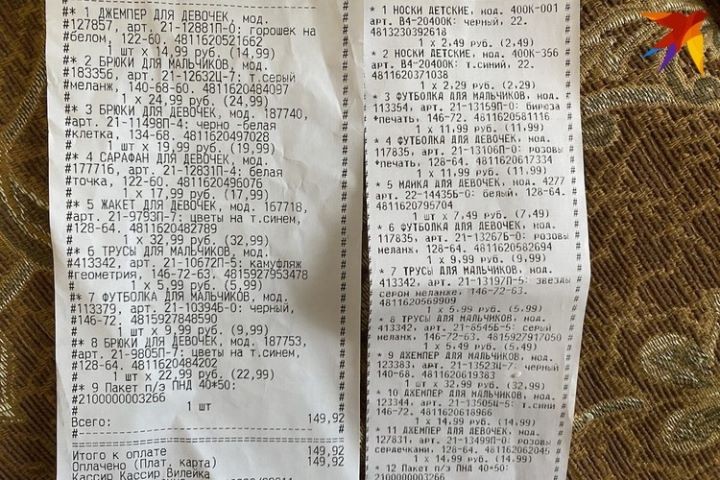 #* 1 ДЖЕМПЕР ДЛЯ ДЕВОЧЕК, мод. #
#127857, арт. 21-12881П-0: горошек на #
#белом, 122-60. 4811620521662 #
# 1 шт x 14,99 руб. (14,99) #
#* 2 БРЮКИ ДЛЯ МАЛЬЧИКОВ, мод. #
#183356, арт. 21-12632Ц-7: т.серый #
#меланж, 140-68-60. 4811620484097 #
# 1 x 24,99 руб. (24,99) #
#* 3 БРЮКИ ДЛЯ ДЕВОЧЕК, мод. 187740, #
#арт. 21-11498П-4: черно -белая #
#клетка, 134-68. 4811620497028 #
# 1 шт x 19,99 руб. (19,99) #
#* 4 САРАФАН ДЛЯ ДЕВОЧЕК, мод. #
#177716, арт. 21-12831П-4: белая #
#точка, 122-60. 4811620496076 #
# 1 x 17,99 руб. (17,99) #
#* 5 ЖАКЕТ ДЛЯ ДЕВОЧЕК, мод. 167718, #
#арт. 21-9793П-7: цветы на т.синем, #
#128-64. 4811620482789 #
# 1 x 32,99 руб. (32,99) #
#* 6 ТРУСЫ ДЛЯ МАЛЬЧИКОВ, мод. #
#413342, арт. 21-10672П-5: камуфляж #
#геометрия, 146-72-63. 4815927953478 #
# 1 x 5,99 руб. (5,99) #
#* 7 ФУТБОЛКА ДЛЯ МАЛЬЧИКОВ, мод. #
#113379, арт. 21-10394Б-0: черный, #
#146-72. 4815927848590 #
# 1 шт x 9,99 руб. (9,99) #
#* 8 БРЮКИ ДЛЯ ДЕВОЧЕК, мод. 187753, #
#арт. 21-9805П-7: цветы на т.синем, #
#128-64. 4811620484202 #
# 1 шт x 22,99 руб. (22,99) #
#* 9 Пакет п/э ПНД 40*50: #
#2100000003266 #
# 1 шт #
Всего: 149,92
Итого к оплате 149,92
Оплачено (Плат. карта) 149,92
Кассир Кассир Вилейка
* 1 НОСКИ ДЕТСКИЕ, мод. 400К-001 #
арт. В4-20400К: черный, 22. #
4813230392618 #
1 x 2,49 руб. (2,49) #
* 2 НОСКИ ДЕТСКИЕ, мод. 400К-356 #
арт. В4-20400К: т.синий, 22. #
4811620371038 #
1 x 2,29 руб. (2,29) #
* 3 ФУТБОЛКА ДЛЯ МАЛЬЧИКОВ, мод. #
113354, арт. 21-13159П-0: бирюза #
+печать, 146-72. 4811620581116 #
1 x 11,99 руб. (11,99) #
* 4 ФУТБОЛКА ДЛЯ ДЕВОЧЕК, мод. #
117835, арт. 21-13106П-0: розовы #
+печать, 128-64. 4811620617334 #
1 x 11,99 руб. (11,99) #
* 5 МАЙКА ДЛЯ ДЕВОЧЕК, мод. 4277 #
арт. 22-14435Б-0: белый, 128-64. #
4811620795704 #
1 шт x 7,49 руб. (7,49) #
* 6 ФУТБОЛКА ДЛЯ ДЕВОЧЕК, мод. #
117835, арт. 21-13267Б-0: розовы #
меланж, 128-64. 4811620582694 #
1 x 9,99 руб. (9,99) #
* 7 ТРУСЫ ДЛЯ МАЛЬЧИКОВ, мод. #
413342, арт. 21-13197П-5: звезды #
сером меланже, 146-72-63. #
4811620569909 #
1 x 5,99 руб. (5,99) #
* 8 ТРУСЫ ДЛЯ МАЛЬЧИКОВ, мод. #
413342, арт. 21-8545Б-5: серый #
меланж, 146-72-63. 4815927917050 #
1 x 5,49 руб. (5,49) #
* 9 ДЖЕМПЕР ДЛЯ МАЛЬЧИКОВ, мод. #
123383, арт. 21-13523Ц-7: черный #
140-68. 4811620619383 #
1 шт x 32,99 руб. (32,99) #
* 10 ДЖЕМПЕР ДЛЯ МАЛЬЧИКОВ, мод. #
123344, арт. 21-13505Ц-5: т.сини #
146-72. 4811620618966 #
1 x 14,99 руб. (14,99) #
* 11 ДЖЕМПЕР ДЛЯ ДЕВОЧЕК, мод. #
127831, арт. 21-13499П-0: розовы #
сердечками, 128-64. 481162062045 #
1 x 14,99 руб. (14,99) #
* 12 Пакет п/э ПНД 40*50: #
2100000003266 #